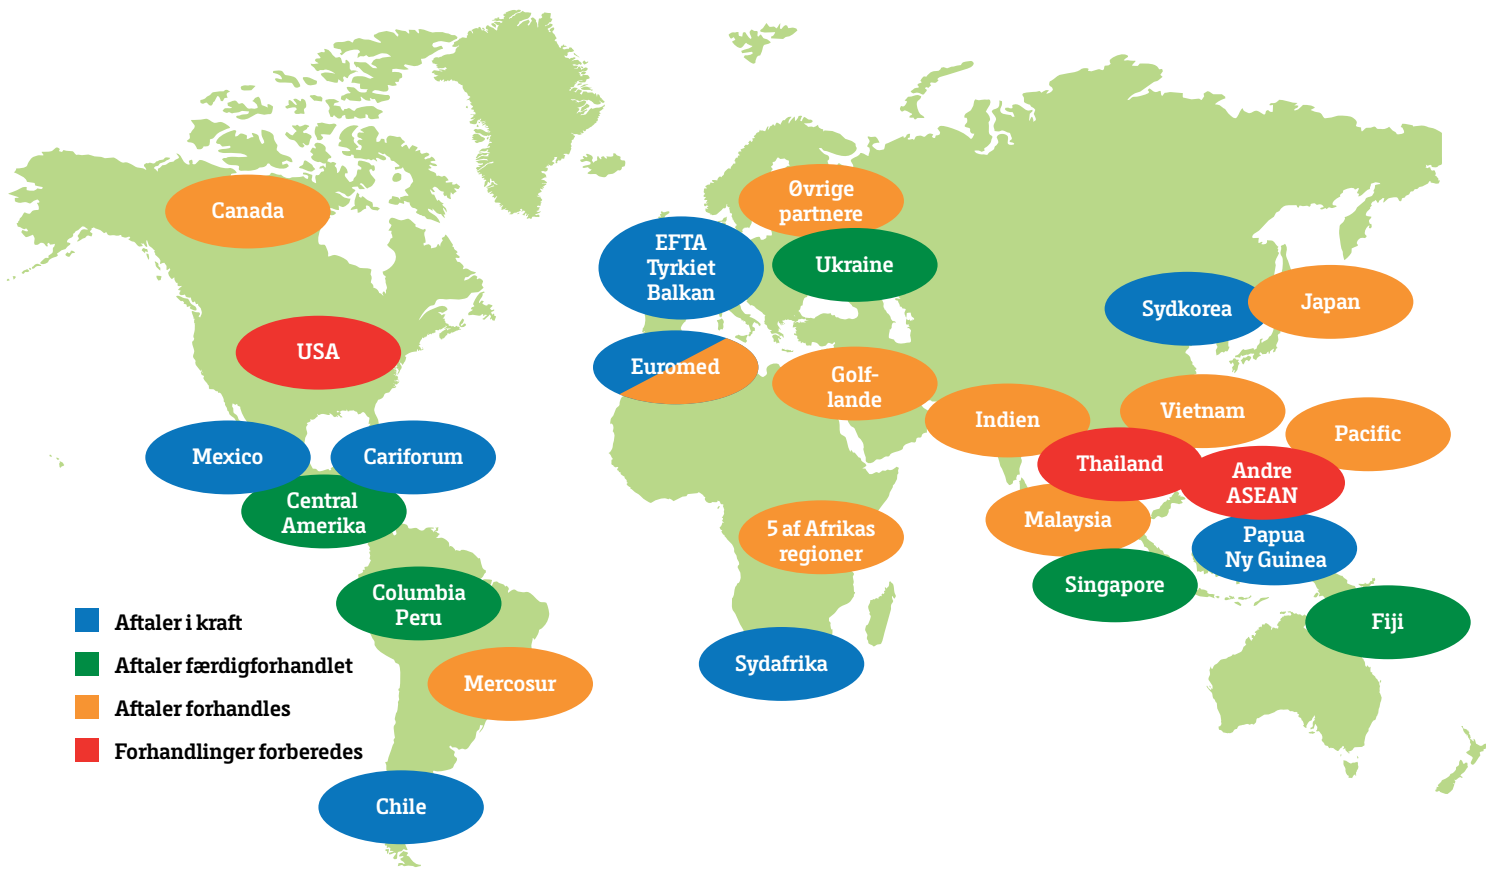 Øvrige
partnere
Canada
EFTA
Tyrkiet
Balkan
Ukraine
Sydkorea
Japan
USA
Euromed
Golf-
lande
Indien
Vietnam
Pacific
Mexico
Cariforum
Thailand
Andre
ASEAN
Central
Amerika
Malaysia
5 af Afrikas
regioner
Papua
Ny Guinea
Singapore
Columbia
Peru
Fiji
Aftaler i kraft
Aftaler færdigforhandlet
Aftaler forhandles
Forhandlinger forberedes
Sydafrika
Mercosur
Chile